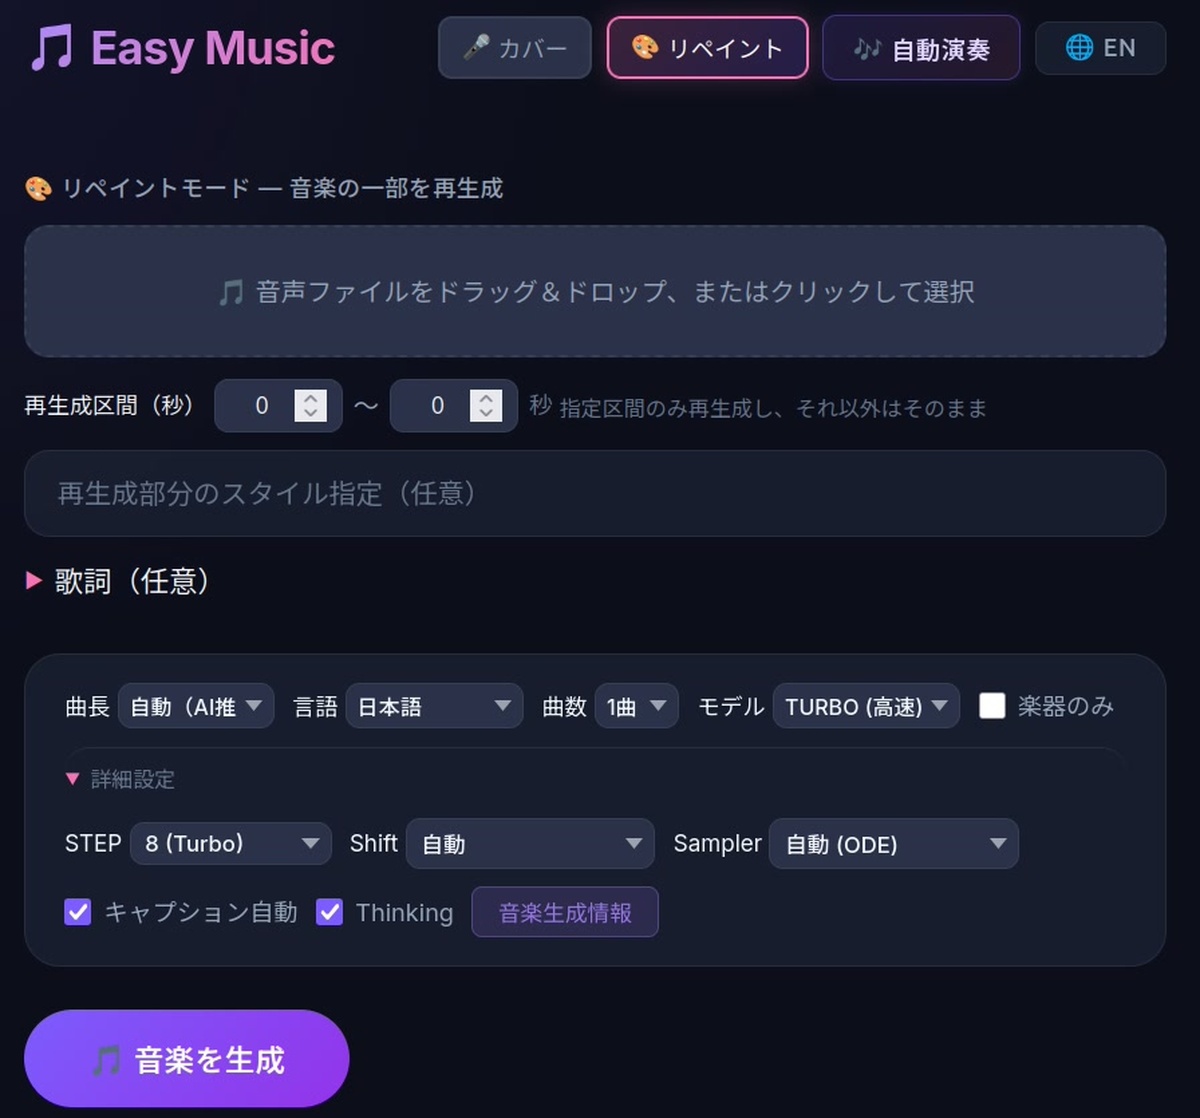 Easy Music
カバー
リペイント
自動演奏
EN
リペイントモード — 音楽の一部を再生成
音声ファイルをドラッグ＆ドロップ、またはクリックして選択
再生成区間（秒） 0 〜 0 秒 指定区間のみ再生成し、それ以外はそのまま
再生成部分のスタイル指定（任意）
歌詞（任意）
曲長 自動（AI推 言語 日本語 曲数 1曲 モデル TURBO (高速) 楽器のみ
詳細設定
STEP 8 (Turbo) Shift 自動 Sampler 自動 (ODE)
キャプション自動 Thinking 音楽生成情報
音楽を生成